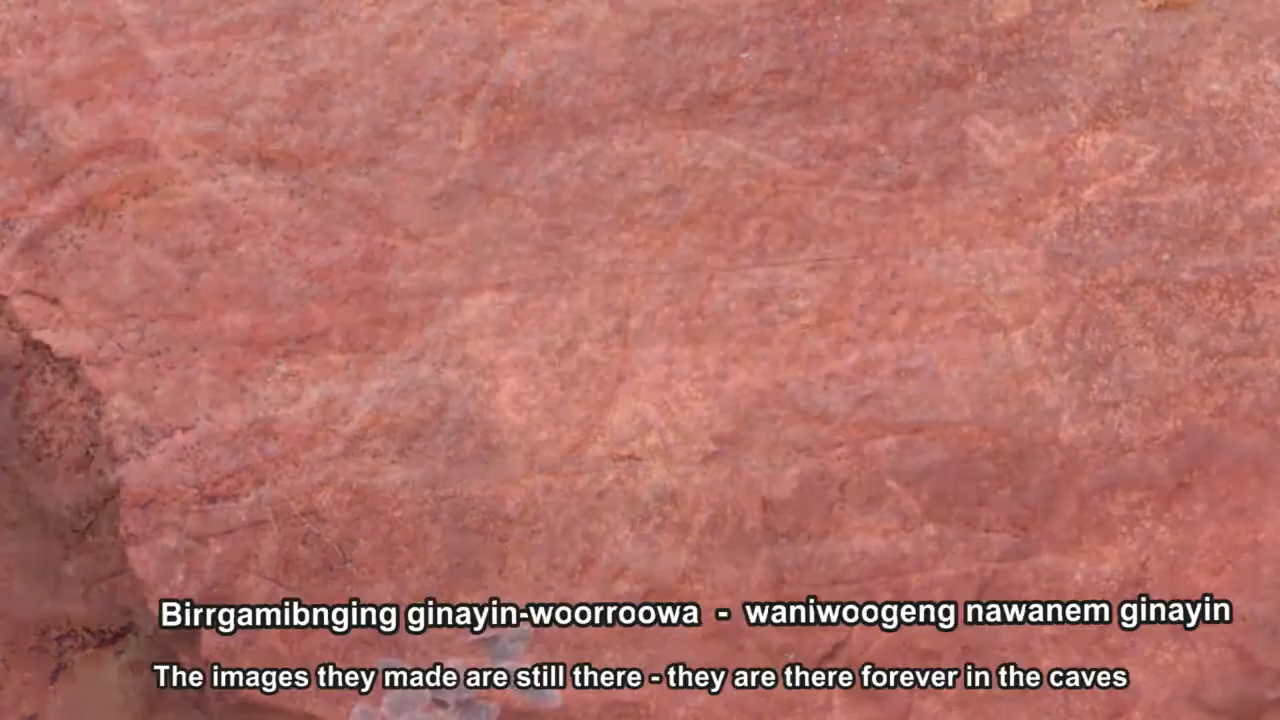 Birrgamibnging ginayin-woorroowa - waniwoogeng nawanem ginayin
The images they made are still there - they are there forever in the caves